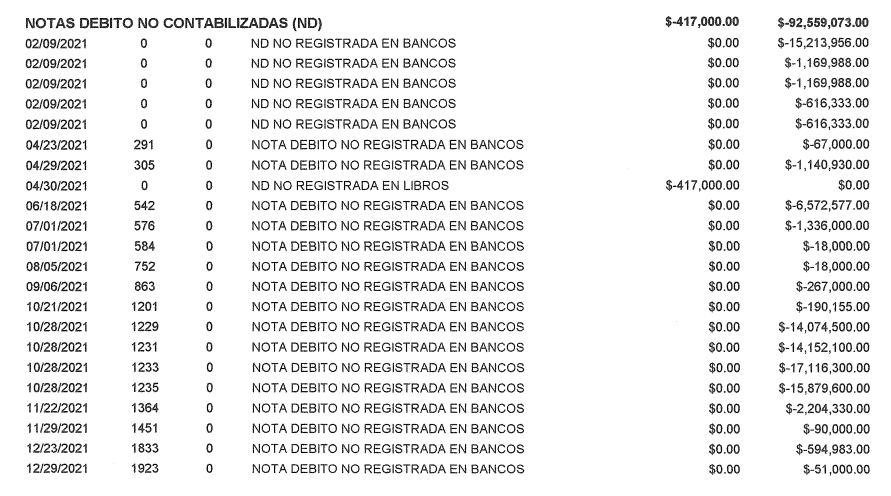 NOTAS DEBITO NO CONTABILIZADAS (ND) $-417,000.00 $-92,559,073.00
02/09/2021 0 0 ND NO REGISTRADA EN BANCOS $0.00 $-15,213,956.00
02/09/2021 0 0 ND NO REGISTRADA EN BANCOS $0.00 $-1,169,988.00
02/09/2021 0 0 ND NO REGISTRADA EN BANCOS $0.00 $-1,169,988.00
02/09/2021 0 0 ND NO REGISTRADA EN BANCOS $0.00 $-616,333.00
02/09/2021 0 0 ND NO REGISTRADA EN BANCOS $0.00 $-616,333.00
04/23/2021 291 0 NOTA DEBITO NO REGISTRADA EN BANCOS $0.00 $-67,000.00
04/29/2021 305 0 NOTA DEBITO NO REGISTRADA EN BANCOS $0.00 $-1,140,930.00
04/30/2021 0 0 ND NO REGISTRADA EN LIBROS $-417,000.00 $0.00
06/18/2021 542 0 NOTA DEBITO NO REGISTRADA EN BANCOS $0.00 $-6,572,577.00
07/01/2021 576 0 NOTA DEBITO NO REGISTRADA EN BANCOS $0.00 $-1,336,000.00
07/01/2021 584 0 NOTA DEBITO NO REGISTRADA EN BANCOS $0.00 $-18,000.00
08/05/2021 752 0 NOTA DEBITO NO REGISTRADA EN BANCOS $0.00 $-18,000.00
09/06/2021 863 0 NOTA DEBITO NO REGISTRADA EN BANCOS $0.00 $-267,000.00
10/21/2021 1201 0 NOTA DEBITO NO REGISTRADA EN BANCOS $0.00 $-190,155.00
10/28/2021 1229 0 NOTA DEBITO NO REGISTRADA EN BANCOS $0.00 $-14,074,500.00
10/28/2021 1231 0 NOTA DEBITO NO REGISTRADA EN BANCOS $0.00 $-14,152,100.00
10/28/2021 1233 0 NOTA DEBITO NO REGISTRADA EN BANCOS $0.00 $-17,116,300.00
10/28/2021 1235 0 NOTA DEBITO NO REGISTRADA EN BANCOS $0.00 $-15,879,600.00
11/22/2021 1364 0 NOTA DEBITO NO REGISTRADA EN BANCOS $0.00 $-2,204,330.00
11/29/2021 1451 0 NOTA DEBITO NO REGISTRADA EN BANCOS $0.00 $-90,000.00
12/23/2021 1833 0 NOTA DEBITO NO REGISTRADA EN BANCOS $0.00 $-594,983.00
12/29/2021 1923 0 NOTA DEBITO NO REGISTRADA EN BANCOS $0.00 $-51,000.00